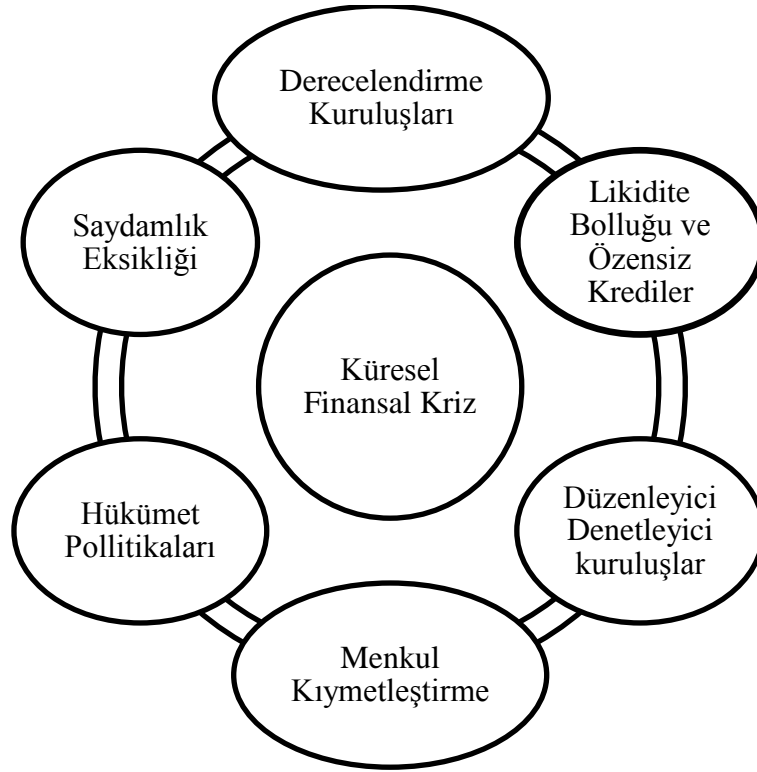 Derecelendirme
Kuruluşları
Likidite
Bolluğu ve
Özensiz
Krediler
Düzenleyici
Denetleyici
kuruluşlar
Menkul
Kıymetleştirme
Hükümet
Pollitikaları
Saydamlık
Eksikliği
Küresel
Finansal Kriz